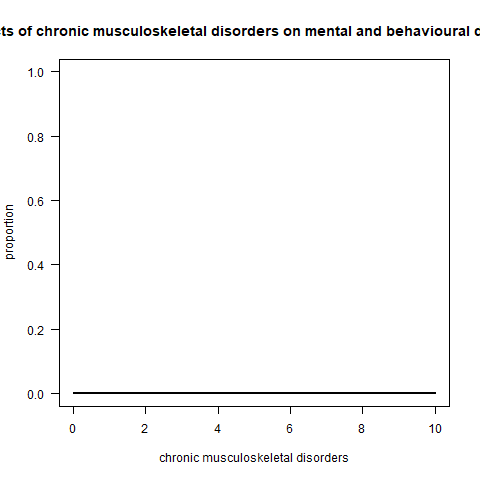 of chronic musculoskeletal disorders on mental and behavioural
1.0
0.8
0.6
0.4
0.2
0.0
proportion
0 2 4 6 8 10
chronic musculoskeletal disorders